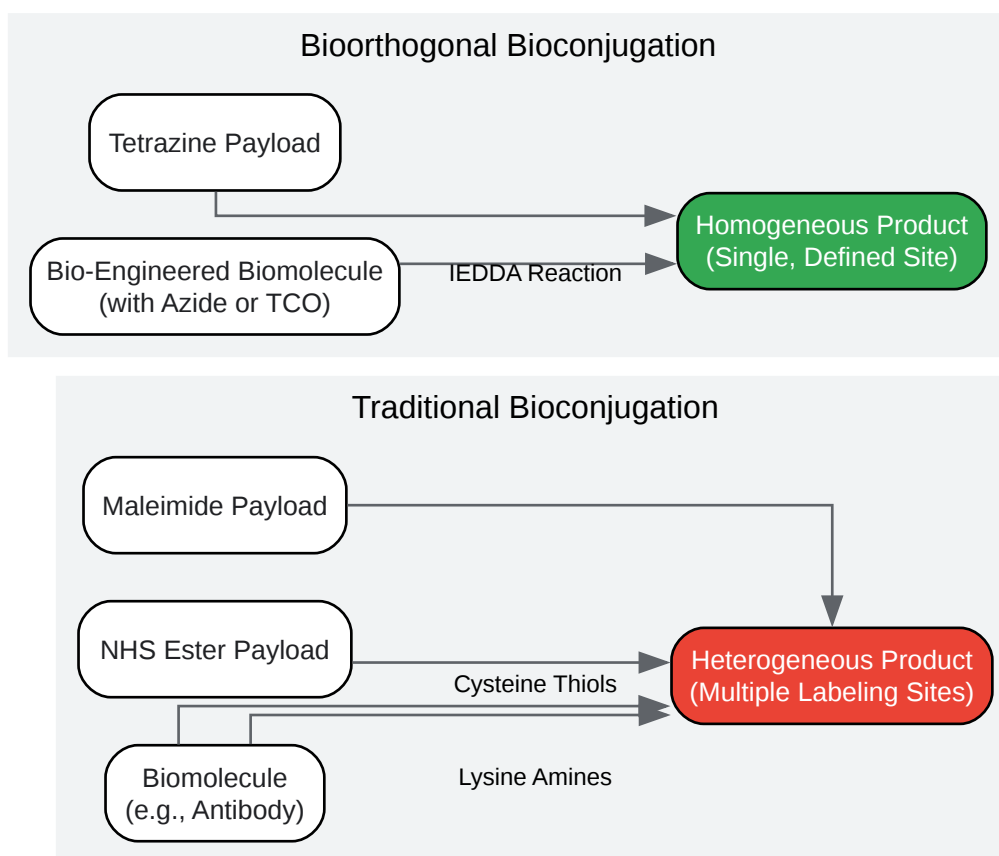 Bioorthogonal Bioconjugation
Tetrazine Payload
Bio-Engineered Biomolecule
(with Azide or TCO)
IEDDA Reaction
Homogeneous Product
(Single, Defined Site)
Traditional Bioconjugation
Maleimide Payload
NHS Ester Payload
Cysteine Thiols
Heterogeneous Product
(Multiple Labeling Sites)
Biomolecule
(e.g., Antibody)
Lysine Amines